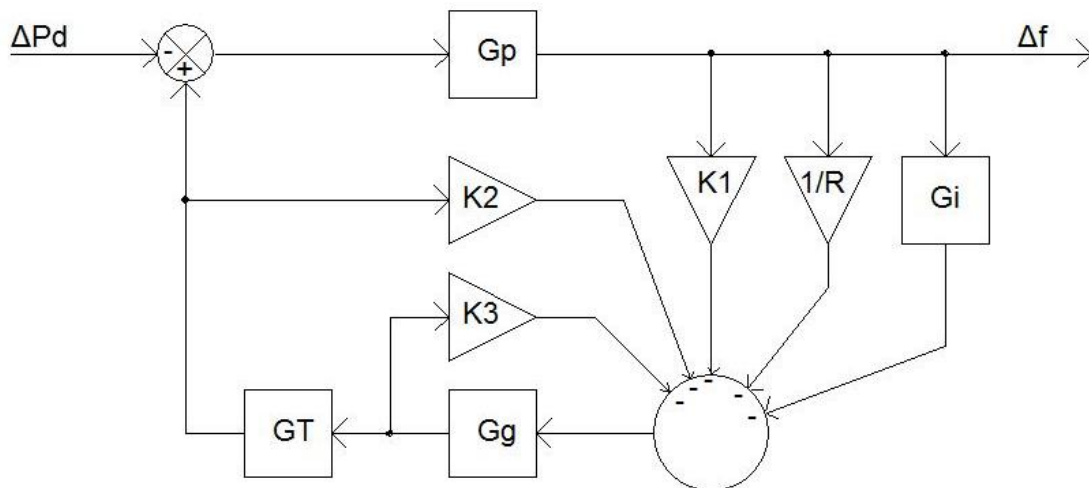 ΔPd - + Gp Δf
K2 K1 1/R Gi
K3
- - - - -
GT Gg